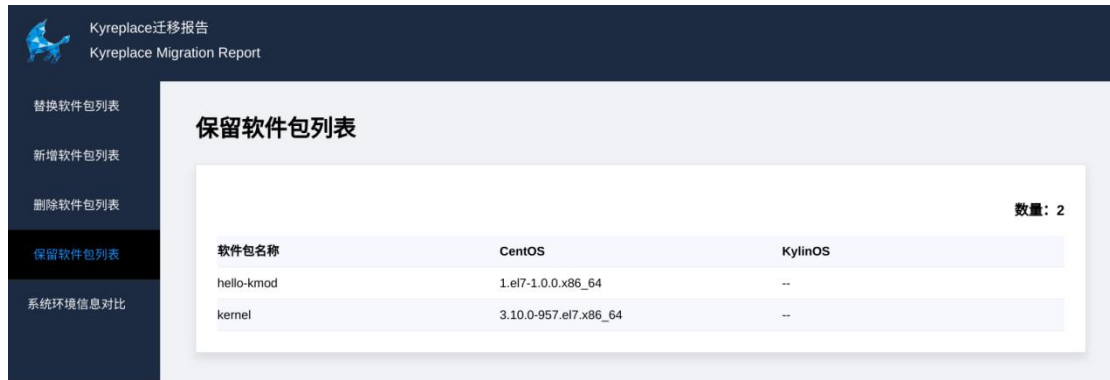 Kyreplace迁移报告
Kyreplace Migration Report
替换软件包列表
新增软件包列表
删除软件包列表
保留软件包列表
系统环境信息对比
保留软件包列表
数量：2
软件包名称 CentOS KylinOS
hello-kmod 1.el7-1.0.0.x86_64 --
kernel 3.10.0-957.el7.x86_64 --